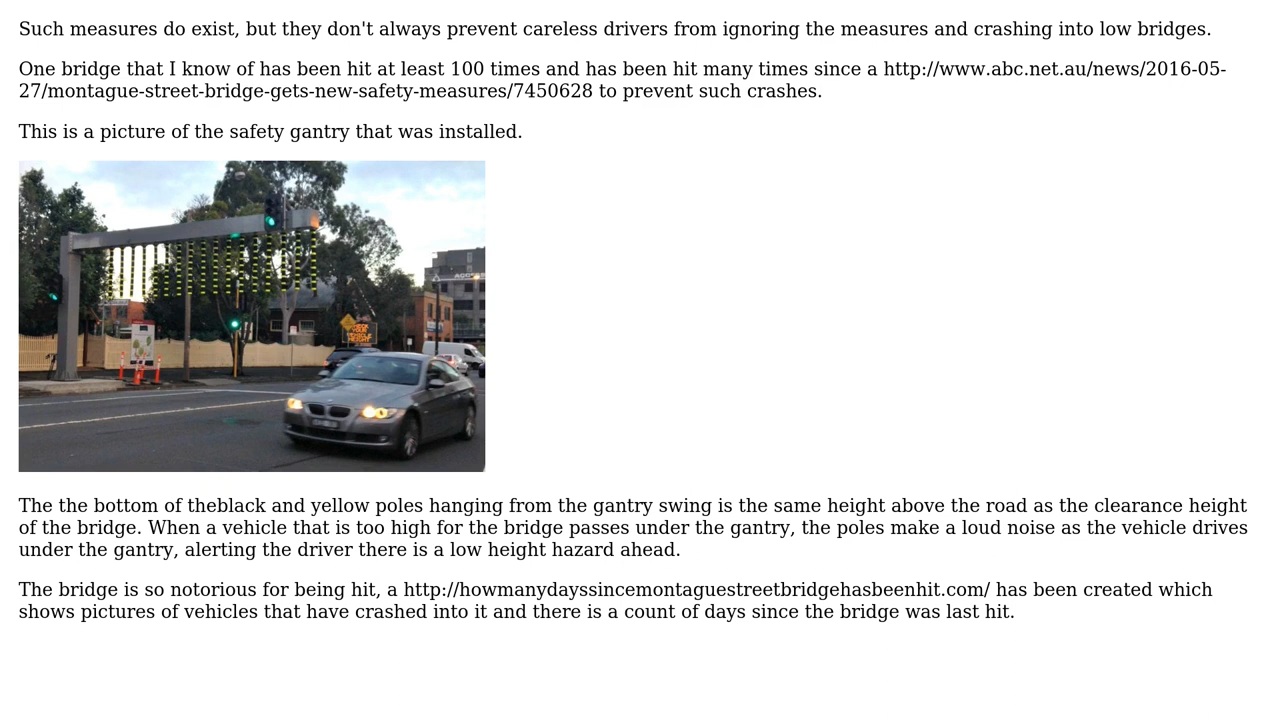 Such measures do exist, but they don't always prevent careless drivers from ignoring the measures and crashing into low bridges.
One bridge that I know of has been hit at least 100 times and has been hit many times since a http://www.abc.net.au/news/2016-05-
27/montague-street-bridge-gets-new-safety-measures/7450628 to prevent such crashes.
This is a picture of the safety gantry that was installed.
YOUR
VEHICLE
HEIGHT
The the bottom of theblack and yellow poles hanging from the gantry swing is the same height above the road as the clearance height
of the bridge. When a vehicle that is too high for the bridge passes under the gantry, the poles make a loud noise as the vehicle drives
under the gantry, alerting the driver there is a low height hazard ahead.
The bridge is so notorious for being hit, a http://howmanydayssincemontaguestreetbridgehasbeenhit.com/ has been created which
shows pictures of vehicles that have crashed into it and there is a count of days since the bridge was last hit.